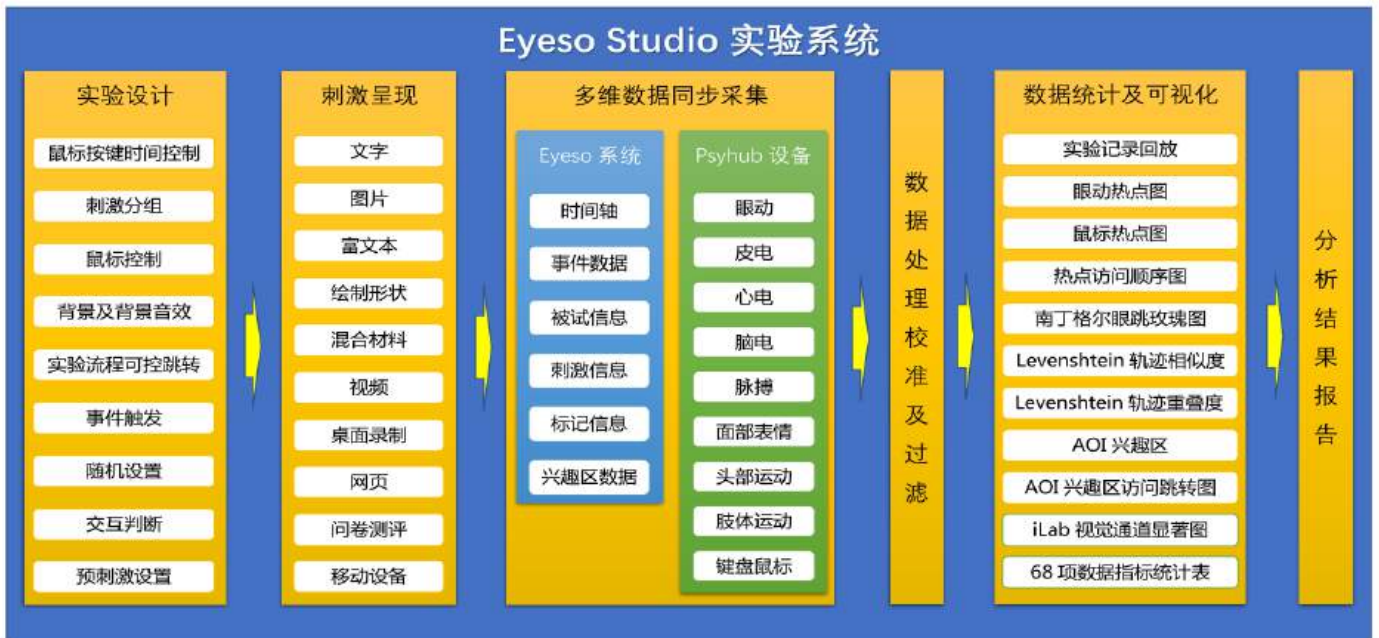 Eyeso Studio 实验系统
实验设计
鼠标按键时间控制
刺激分组
鼠标控制
背景及背景音效
实验流程可控跳转
事件触发
随机设置
交互判断
预刺激设置
刺激呈现
文字
图片
富文本
绘制形状
混合材料
视频
桌面录制
网页
问卷测评
移动设备
多维数据同步采集
Eyeso 系统
时间轴
事件数据
被试信息
刺激信息
标记信息
兴趣区数据
Psyhub 设备
眼动
皮电
心电
脑电
脉搏
面部表情
头部运动
肢体运动
键盘鼠标
数据处理校准及过滤
数据统计及可视化
实验记录回放
眼动热点图
鼠标热点图
热点访问顺序图
南丁格尔眼跳玫瑰图
Levenshtein 轨迹相似度
Levenshtein 轨迹重叠度
AOI 兴趣区
AOI 兴趣区访问跳转图
iLab 视觉通道显著图
68 项数据指标统计表
分析结果报告